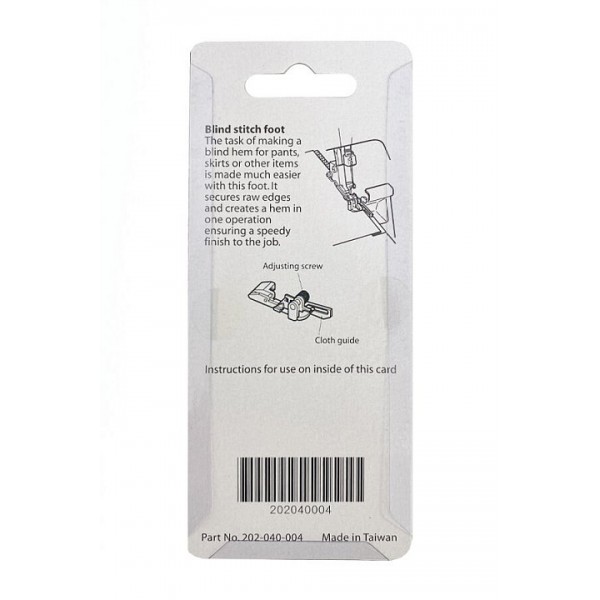 Blind stitch foot
The task of making a
blind hem for pants,
skirts or other items
is made much easier
with this foot. It
secures raw edges
and creates a hem in
one operation
ensuring a speedy
finish to the job.
Adjusting screw
Cloth guide
Instructions for use on inside of this card
202040004
Part No. 202-040-004 Made in Taiwan